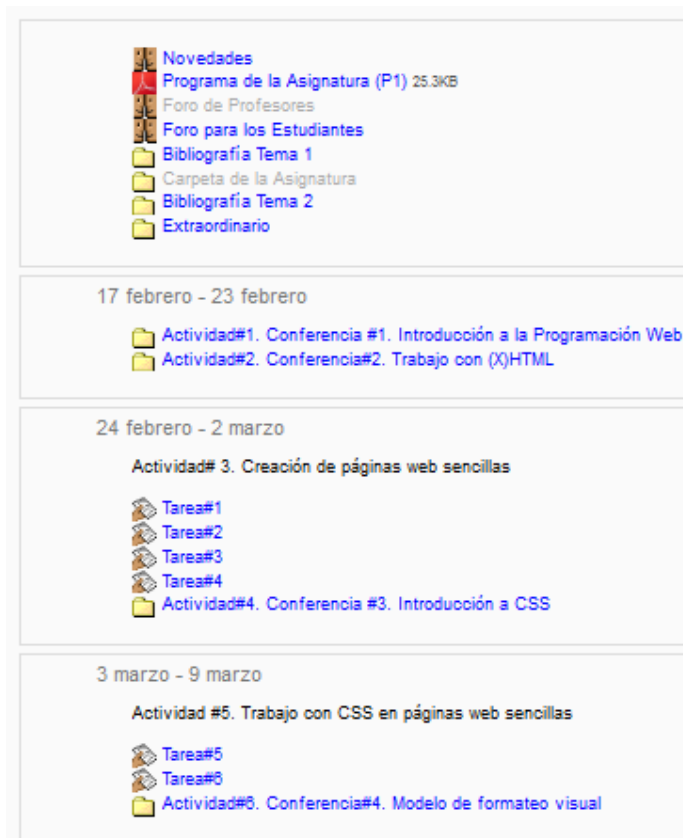 Novedades
Programa de la Asignatura (P1) 25.3KB
Foro de Profesores
Foro para los Estudiantes
Bibliografía Tema 1
Carpeta de la Asignatura
Bibliografía Tema 2
Extraordinario
17 febrero - 23 febrero
Actividad#1. Conferencia #1. Introducción a la Programación Web
Actividad#2. Conferencia#2. Trabajo con (X)HTML
24 febrero - 2 marzo
Actividad# 3. Creación de páginas web sencillas
Tarea#1
Tarea#2
Tarea#3
Tarea#4
Actividad#4. Conferencia #3. Introducción a CSS
3 marzo - 9 marzo
Actividad #5. Trabajo con CSS en páginas web sencillas
Tarea#5
Tarea#6
Actividad#6. Conferencia#4. Modelo de formateo visual